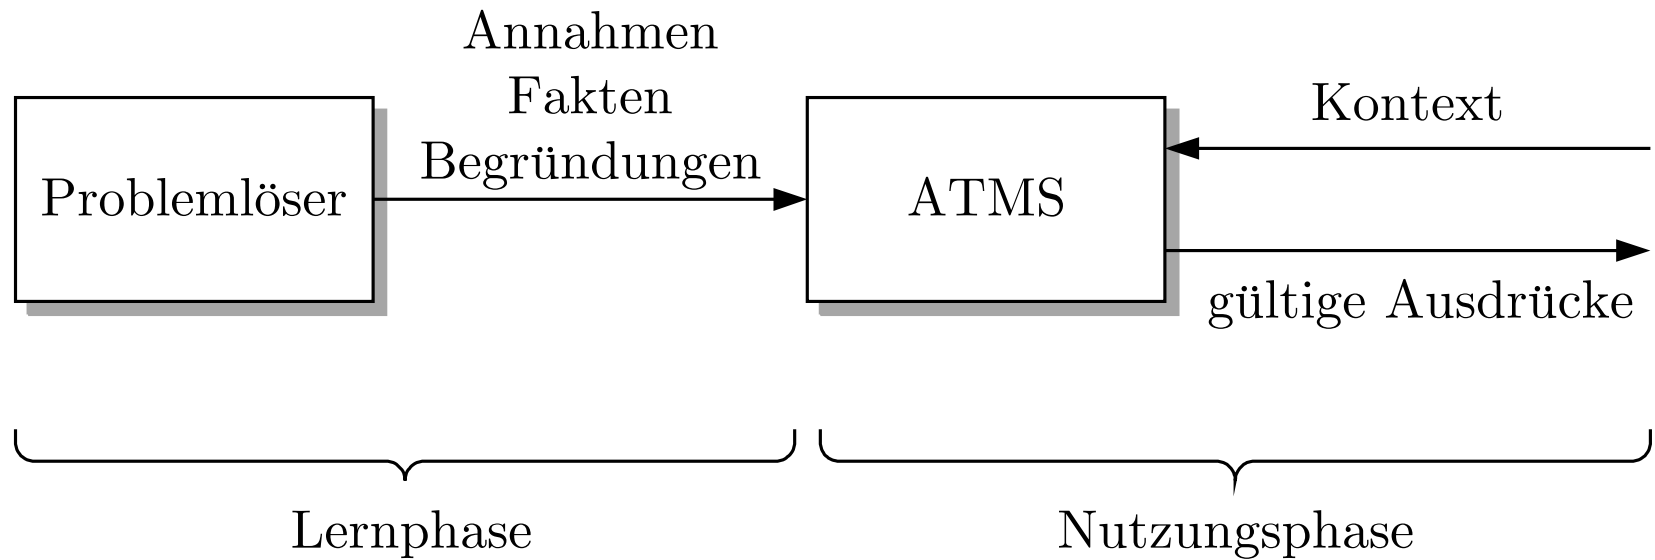 Annahmen
Fakten
Begründungen
Problemlöser
ATMS
Kontext
gültige Ausdrücke
Lernphase
Nutzungsphase